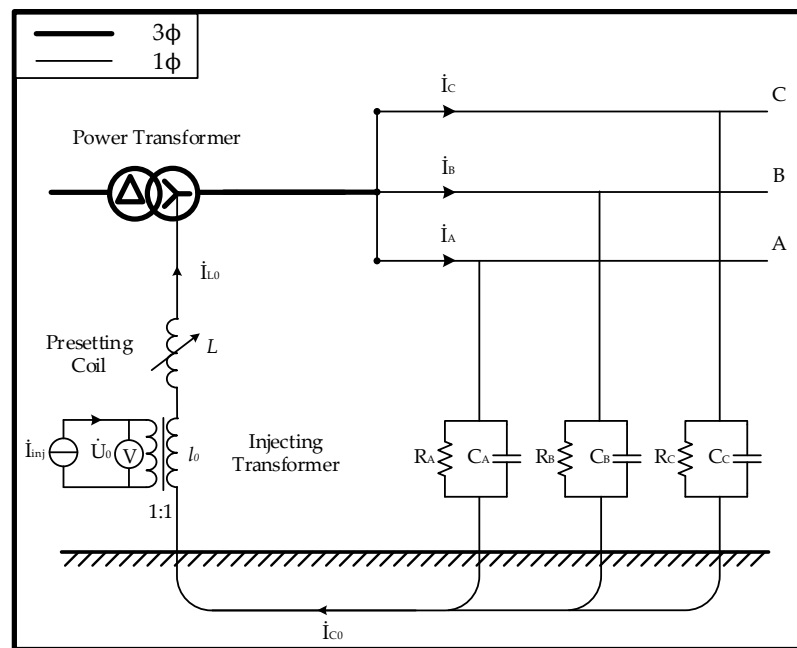 3ϕ
1ϕ
İC
C
Power Transformer
İB
B
İA
A
İL0
Presetting
Coil
L
İinj
U̇0
V
l0
Injecting
Transformer
1:1
RA
CA
RB
CB
RC
CC
İC0